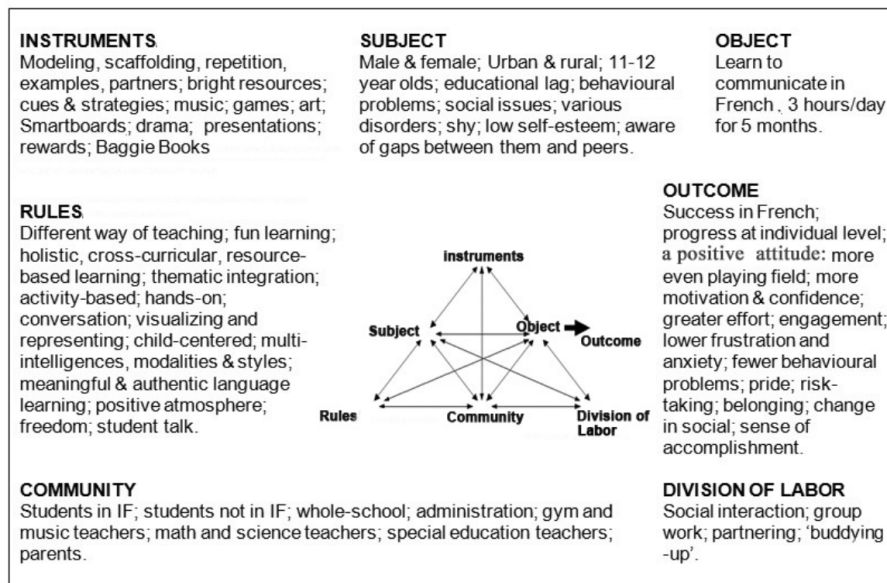 INSTRUMENTS
Modeling, scaffolding, repetition,
examples, partners; bright resources;
cues & strategies; music; games; art;
Smartboards; drama; presentations;
rewards; Baggie Books
SUBJECT
Male & female; Urban & rural; 11-12
year olds; educational lag; behavioural
problems; social issues; various
disorders; shy; low self-esteem; aware
of gaps between them and peers.
OBJECT
Learn to
communicate in
French . 3 hours/day
for 5 months.
RULES
Different way of teaching; fun learning;
holistic, cross-curricular, resource-
based learning; thematic integration;
activity-based; hands-on;
conversation; visualizing and
representing; child-centered; multi-
intelligences, modalities & styles;
meaningful & authentic language
learning; positive atmosphere;
freedom; student talk.
instruments
Subject
Object
Outcome
Rules
Community
Division of
Labor
OUTCOME
Success in French;
progress at individual level;
a positive attitude: more
even playing field; more
motivation & confidence;
greater effort; engagement;
lower frustration and
anxiety; fewer behavioural
problems; pride; risk-
taking; belonging; change
in social; sense of
accomplishment.
COMMUNITY
Students in IF; students not in IF; whole-school; administration; gym and
music teachers; math and science teachers; special education teachers;
parents.
DIVISION OF LABOR
Social interaction; group
work; partnering; ‘buddying
-up’.